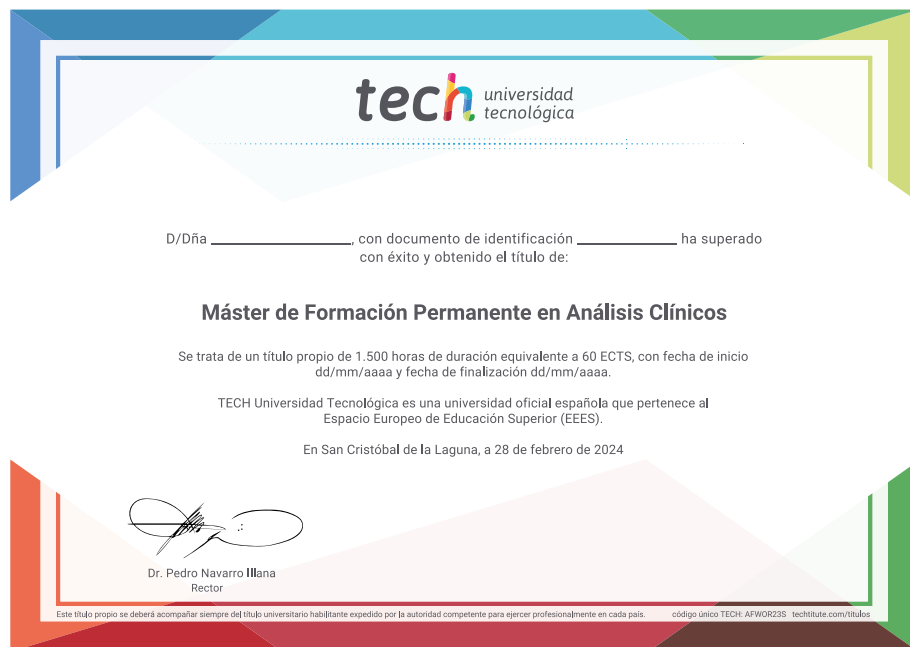 tech universidad
tecnológica
D/Dña ____________________, con documento de identificación ______________ ha superado
con éxito y obtenido el título de:
Máster de Formación Permanente en Análisis Clínicos
Se trata de un título propio de 1.500 horas de duración equivalente a 60 ECTS, con fecha de inicio
dd/mm/aaaa y fecha de finalización dd/mm/aaaa.
TECH Universidad Tecnológica es una universidad oficial española que pertenece al
Espacio Europeo de Educación Superior (EEES).
En San Cristóbal de la Laguna, a 28 de febrero de 2024
Dr. Pedro Navarro Illana
Rector
Este título propio se deberá acompañar siempre del título universitario habilitante expedido por la autoridad competente para ejercer profesionalmente en cada país. código único TECH: AFWOR23S techtitute.com/titulos